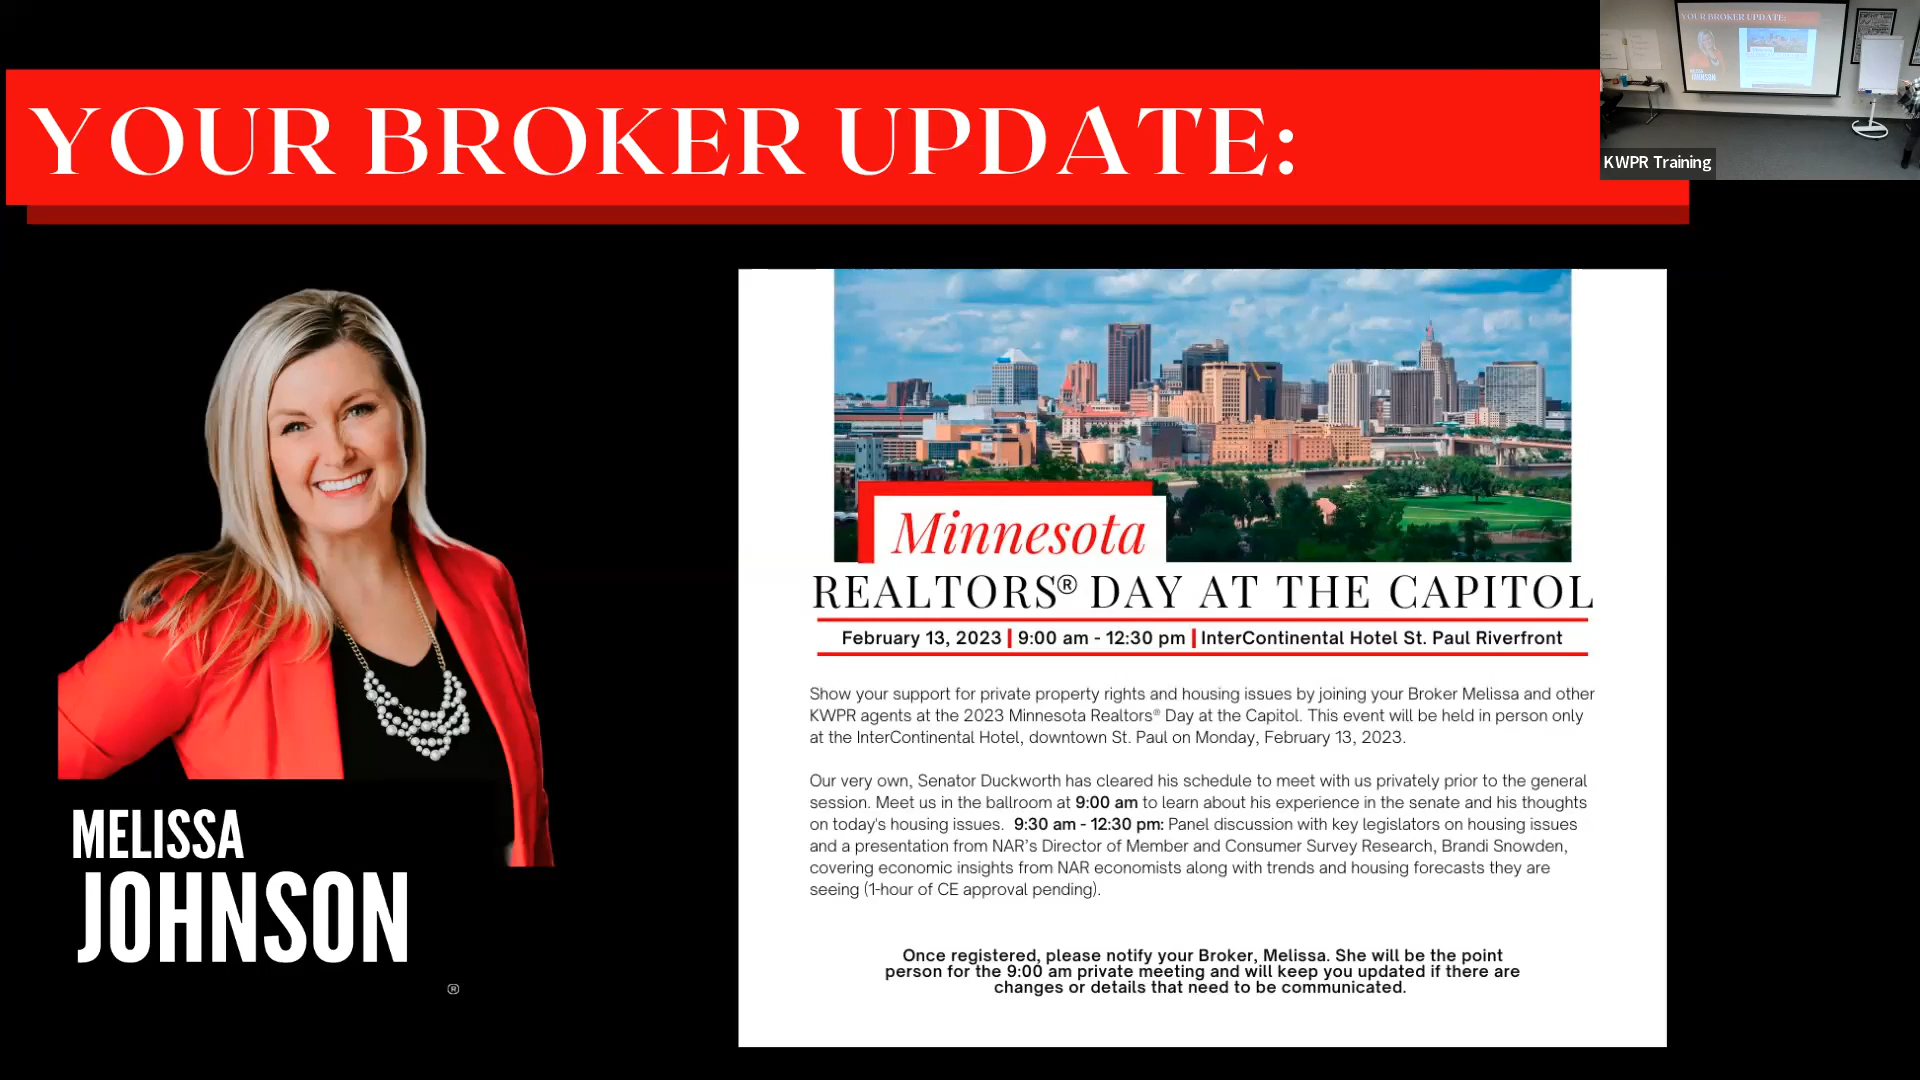 YOUR BROKER UPDATE:
YOUR BROKER UPDATE:
KWPR Training
Minnesota
REALTORS® DAY AT THE CAPITOL
February 13, 2023 | 9:00 am - 12:30 pm | InterContinental Hotel St. Paul Riverfront
Show your support for private property rights and housing issues by joining your Broker Melissa and other
KWPR agents at the 2023 Minnesota Realtors® Day at the Capitol. This event will be held in person only
at the InterContinental Hotel, downtown St. Paul on Monday, February 13, 2023.
Our very own, Senator Duckworth has cleared his schedule to meet with us privately prior to the general
session. Meet us in the ballroom at 9:00 am to learn about his experience in the senate and his thoughts
on today's housing issues. 9:30 am - 12:30 pm: Panel discussion with key legislators on housing issues
and a presentation from NAR's Director of Member and Consumer Survey Research, Brandi Snowden,
covering economic insights from NAR economists along with trends and housing forecasts they are
seeing (1-hour of CE approval pending).
Once registered, please notify your Broker, Melissa. She will be the point
person for the 9:00 am private meeting and will keep you updated if there are
changes or details that need to be communicated.
MELISSA
JOHNSON
®